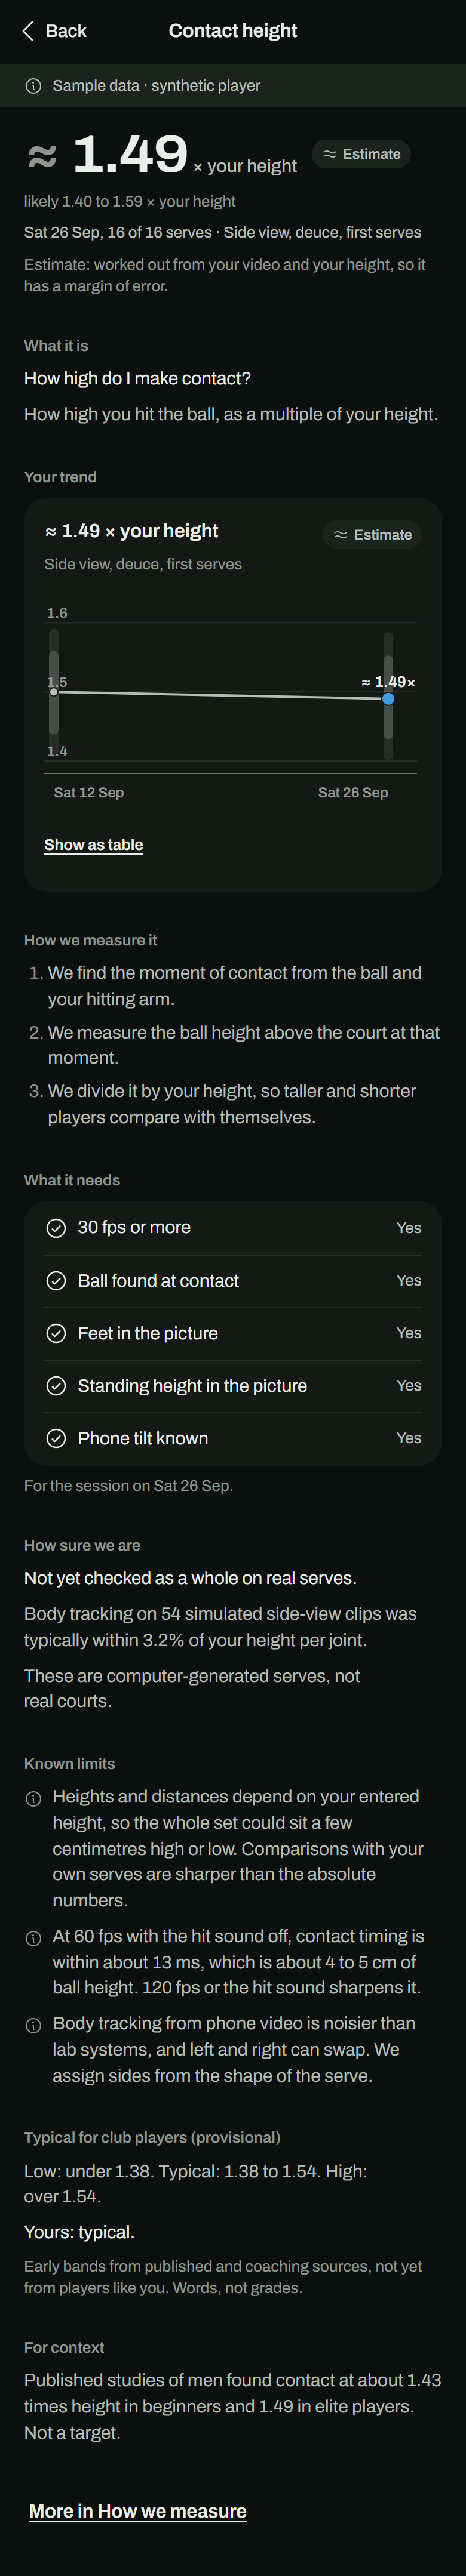 Back
Contact height
Sample data · synthetic player
≈ 1.49 × your height
≈ Estimate
likely 1.40 to 1.59 × your height
Sat 26 Sep, 16 of 16 serves · Side view, deuce, first serves
Estimate: worked out from your video and your height, so it
has a margin of error.
What it is
How high do I make contact?
How high you hit the ball, as a multiple of your height.
Your trend
≈ 1.49 × your height
≈ Estimate
Side view, deuce, first serves
1.6
1.5
≈ 1.49×
1.4
Sat 12 Sep
Sat 26 Sep
Show as table
How we measure it
1. We find the moment of contact from the ball and
your hitting arm.
2. We measure the ball height above the court at that
moment.
3. We divide it by your height, so taller and shorter
players compare with themselves.
What it needs
30 fps or more Yes
Ball found at contact Yes
Feet in the picture Yes
Standing height in the picture Yes
Phone tilt known Yes
For the session on Sat 26 Sep.
How sure we are
Not yet checked as a whole on real serves.
Body tracking on 54 simulated side-view clips was
typically within 3.2% of your height per joint.
These are computer-generated serves, not
real courts.
Known limits
Heights and distances depend on your entered
height, so the whole set could sit a few
centimetres high or low. Comparisons with your
own serves are sharper than the absolute
numbers.
At 60 fps with the hit sound off, contact timing is
within about 13 ms, which is about 4 to 5 cm of
ball height. 120 fps or the hit sound sharpens it.
Body tracking from phone video is noisier than
lab systems, and left and right can swap. We
assign sides from the shape of the serve.
Typical for club players (provisional)
Low: under 1.38. Typical: 1.38 to 1.54. High:
over 1.54.
Yours: typical.
Early bands from published and coaching sources, not yet
from players like you. Words, not grades.
For context
Published studies of men found contact at about 1.43
times height in beginners and 1.49 in elite players.
Not a target.
More in How we measure